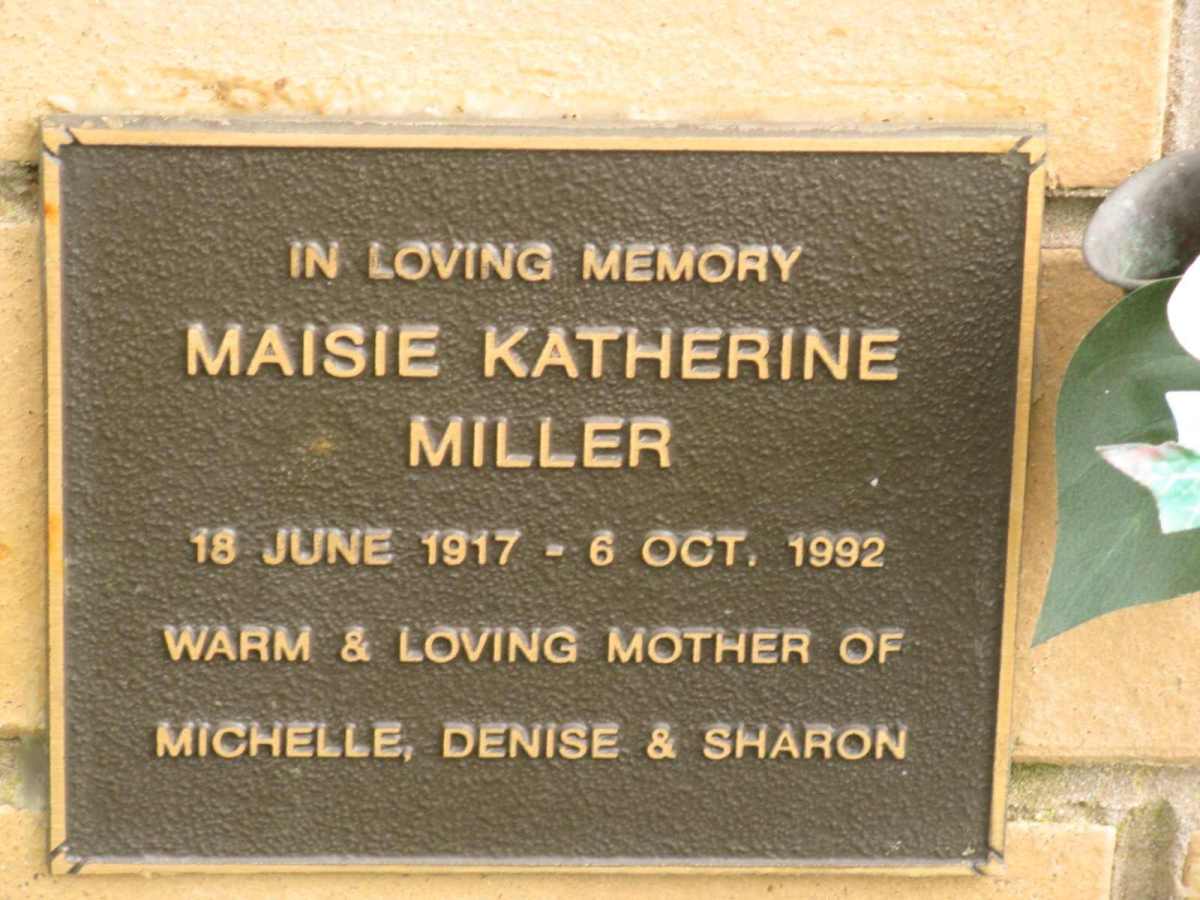 IN LOVING MEMORY
MAISIE KATHERINE
MILLER
18 JUNE 1917 - 6 OCT. 1992
WARM & LOVING MOTHER OF
MICHELLE, DENISE & SHARON